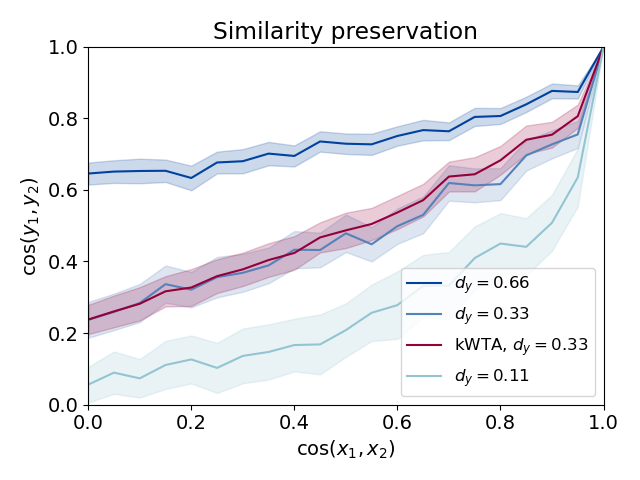 Similarity preservation
1.0
0.8
0.6
0.4
0.2
0.0
cos(y₁, y₂)
0.0 0.2 0.4 0.6 0.8 1.0
cos(x₁, x₂)
d_y = 0.66
d_y = 0.33
kWTA, d_y = 0.33
d_y = 0.11